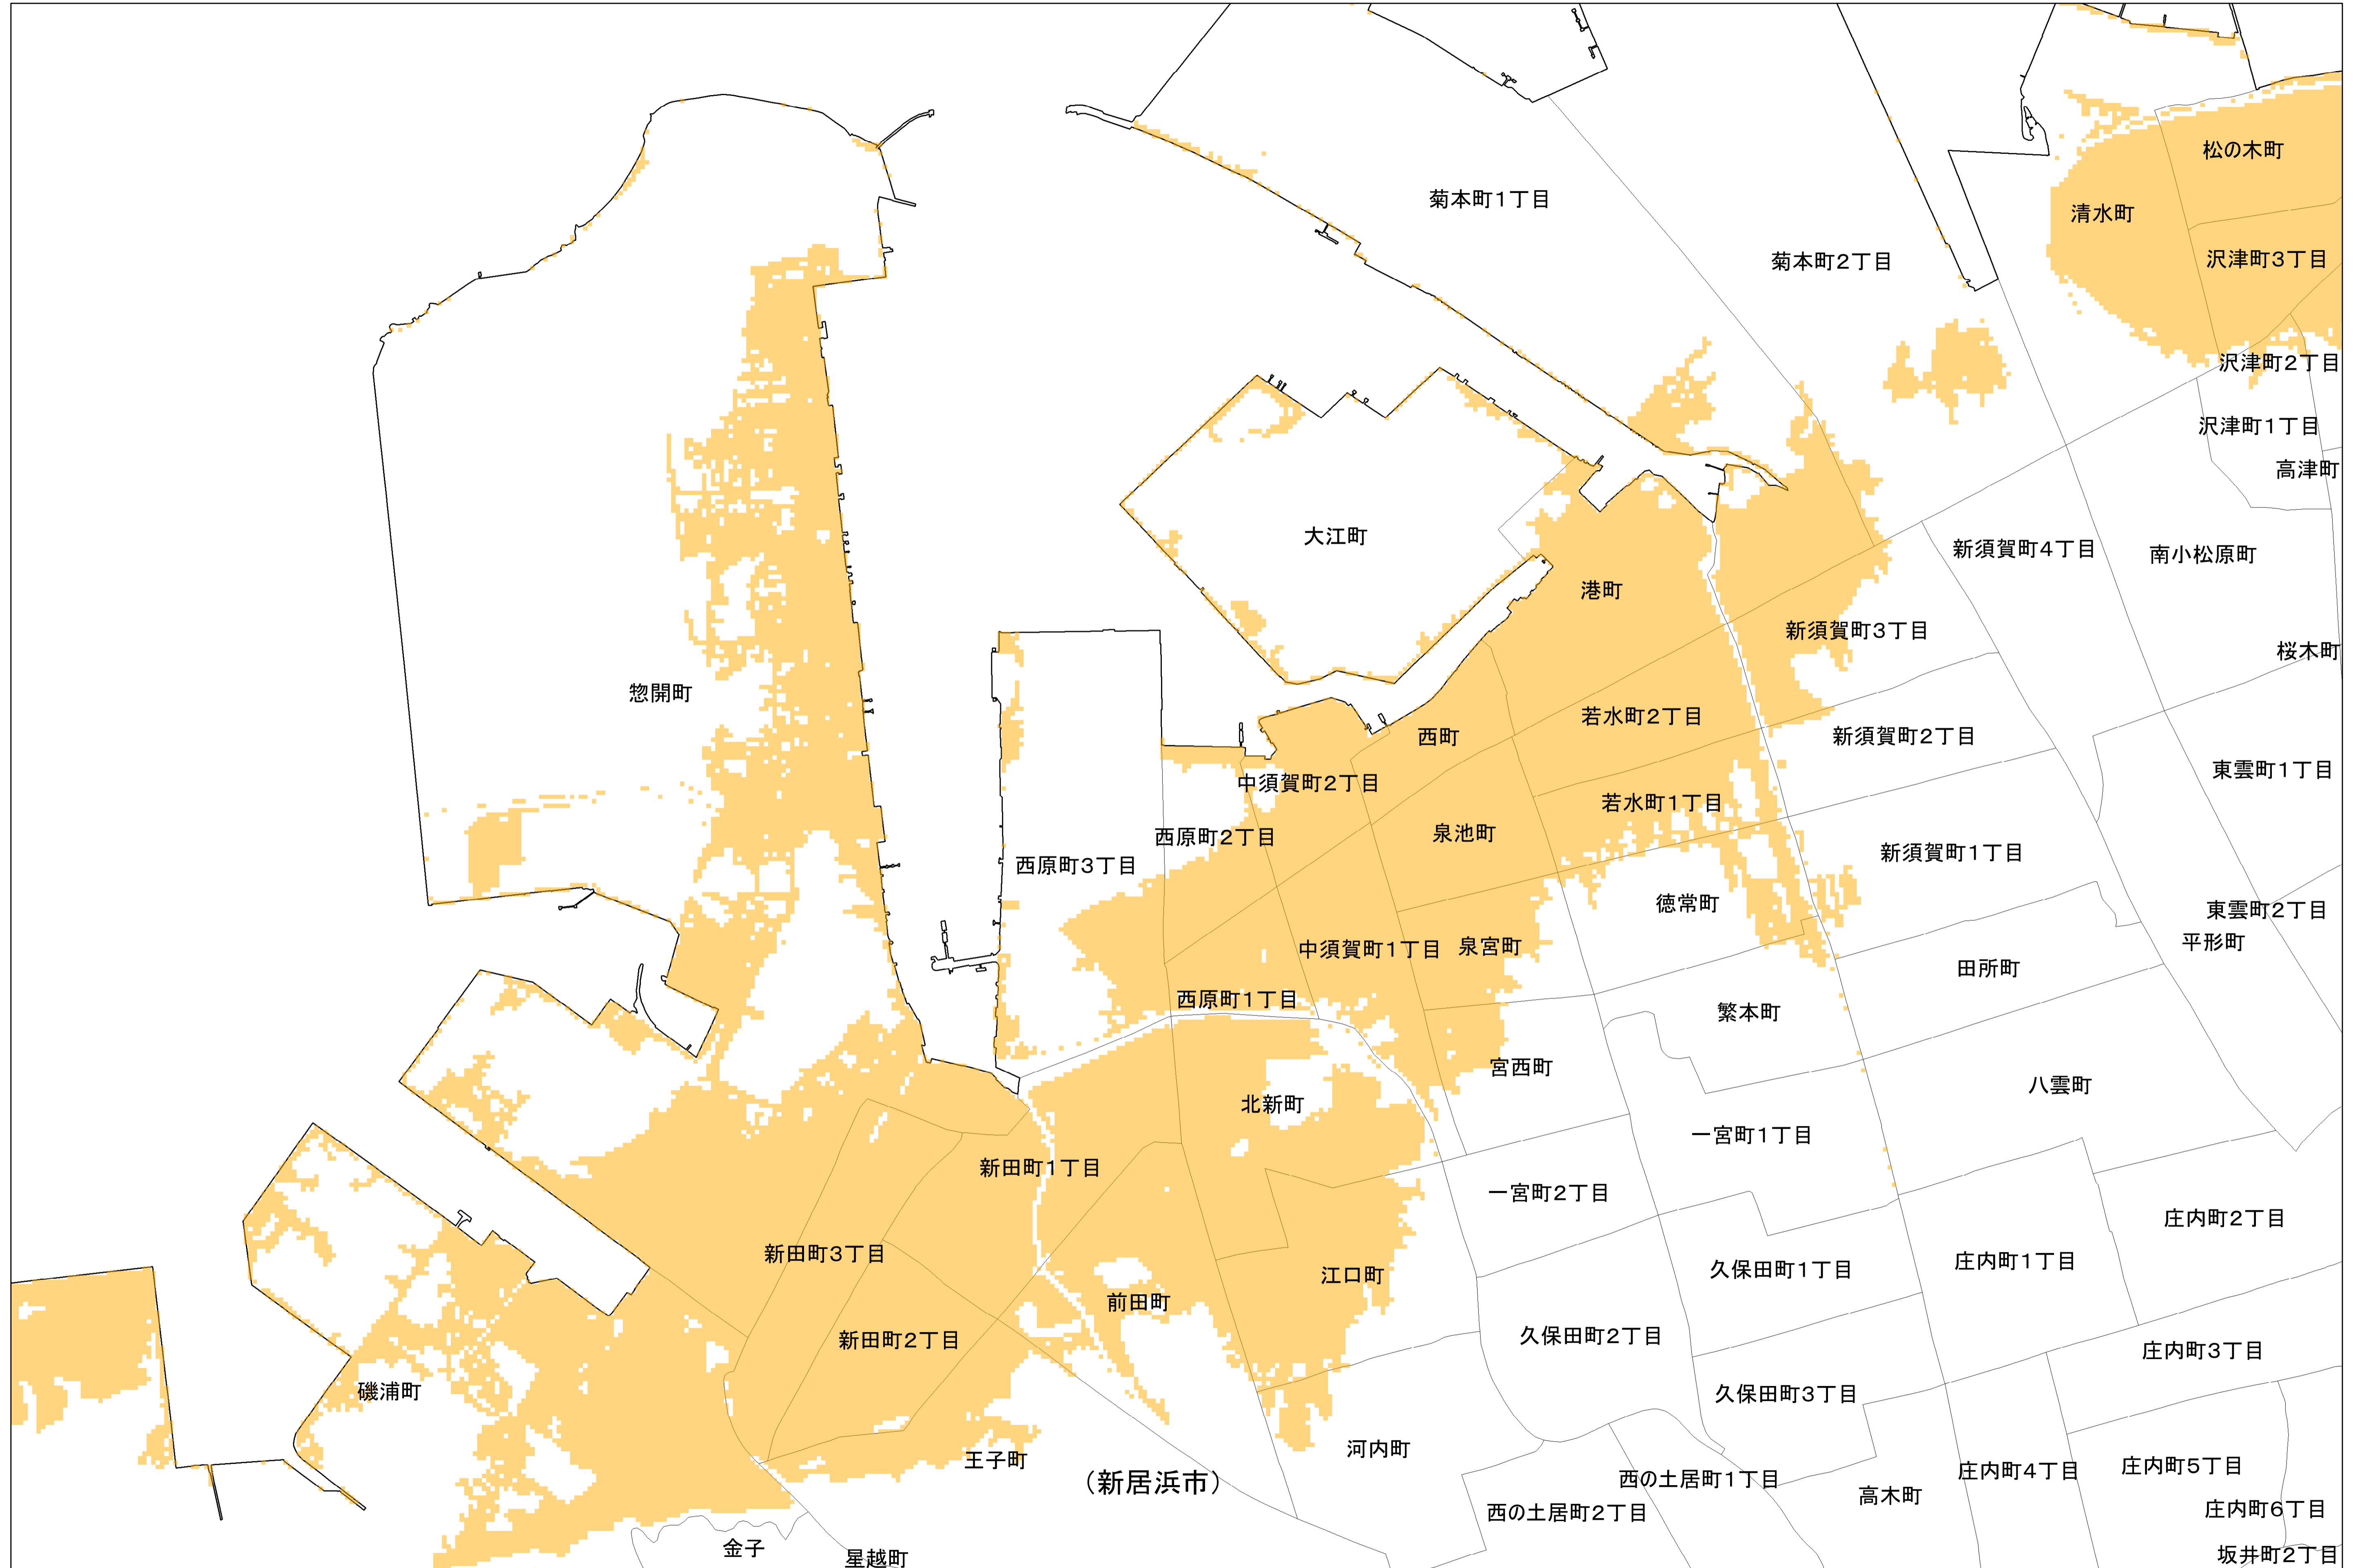 松の木町
菊本町1丁目
清水町
菊本町2丁目
沢津町3丁目
沢津町2丁目
沢津町1丁目
高津町
大江町
新須賀町4丁目
南小松原町
港町
新須賀町3丁目
桜木町
惣開町
若水町2丁目
西町
新須賀町2丁目
東雲町1丁目
中須賀町2丁目
若水町1丁目
泉池町
西原町2丁目
新須賀町1丁目
西原町3丁目
徳常町
東雲町2丁目
平形町
中須賀町1丁目
泉宮町
田所町
西原町1丁目
繁本町
宮西町
八雲町
北新町
一宮町1丁目
新田町1丁目
一宮町2丁目
庄内町2丁目
新田町3丁目
庄内町1丁目
久保田町1丁目
江口町
前田町
新田町2丁目
久保田町2丁目
庄内町3丁目
磯浦町
久保田町3丁目
河内町
王子町
庄内町5丁目
庄内町4丁目
（新居浜市）
西の土居町1丁目
高木町
西の土居町2丁目
庄内町6丁目
金子
星越町
坂井町2丁目